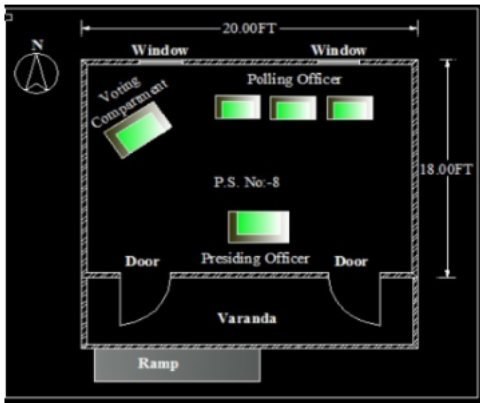 20.00FT
N
Window
Window
Voting
Compartment
Polling Officer
18.00FT
P.S. No:-8
Presiding Officer
Door
Door
Varanda
Ramp